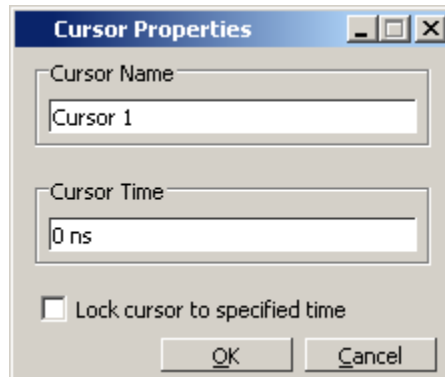 Cursor Properties
Cursor Name
Cursor 1
Cursor Time
0 ns
Lock cursor to specified time
OK Cancel